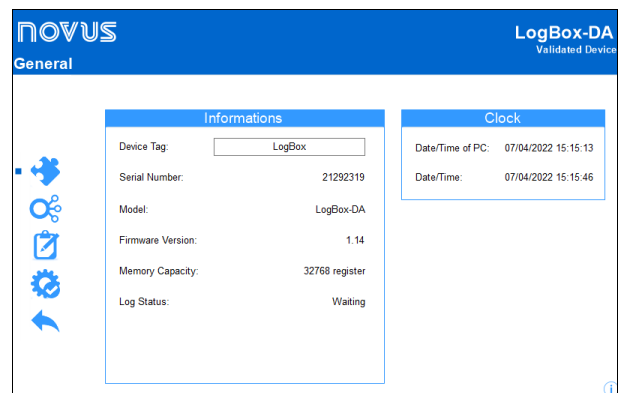 NOVUS
LogBox-DA
Validated Device
General
Informations
Device Tag: LogBox
Serial Number: 21292319
Model: LogBox-DA
Firmware Version: 1.14
Memory Capacity: 32768 register
Log Status: Waiting
Clock
Date/Time of PC: 07/04/2022 15:15:13
Date/Time: 07/04/2022 15:15:46
i